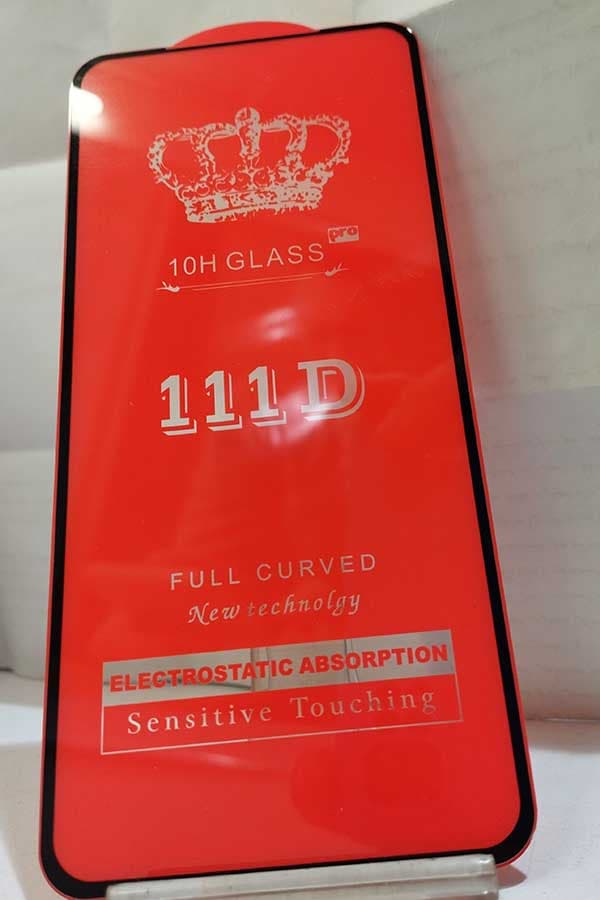 pro
10H GLASS
111D
FULL CURVED
New technolgy
ELECTROSTATIC ABSORPTION
Sensitive Touching